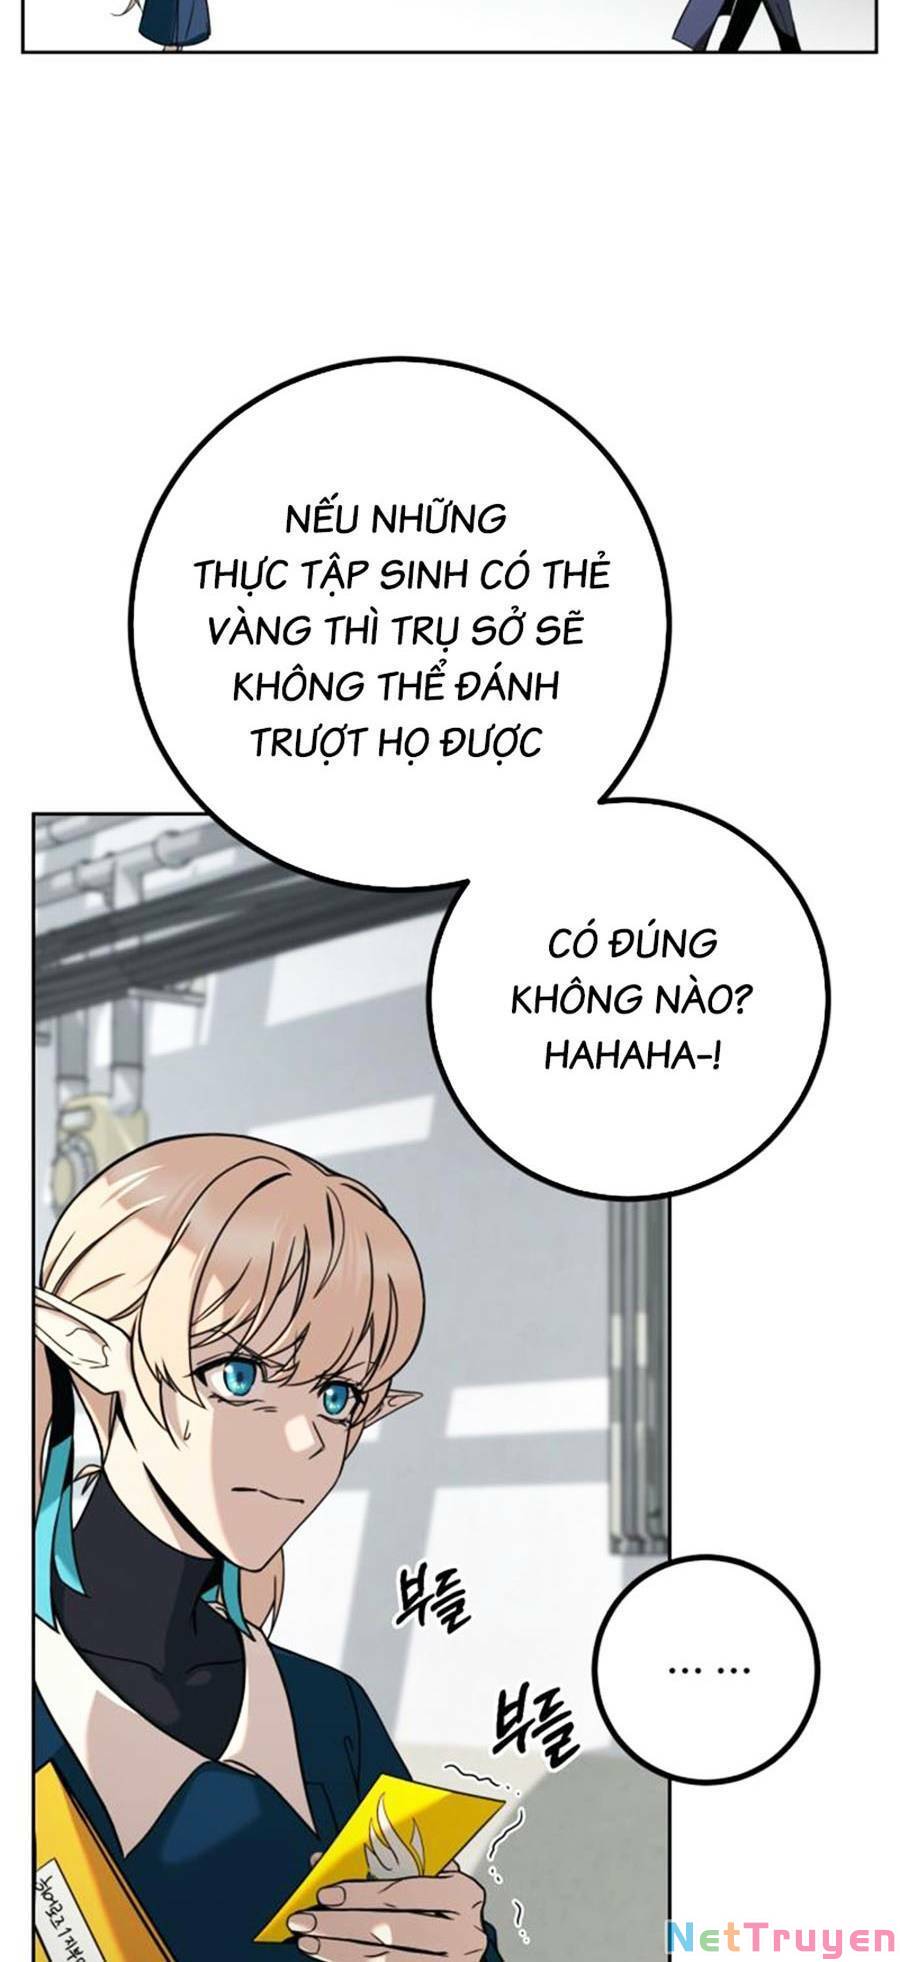 NẾU NHỮNG
THỰC TẬP SINH CÓ THẺ
VÀNG THÌ TRỤ SỞ SẼ
KHÔNG THỂ ĐÁNH
TRƯỢT HỌ ĐƯỢC
CÓ ĐÚNG
KHÔNG NÀO?
HAHAHA-!
부들
... ...
부들
NetTruyen